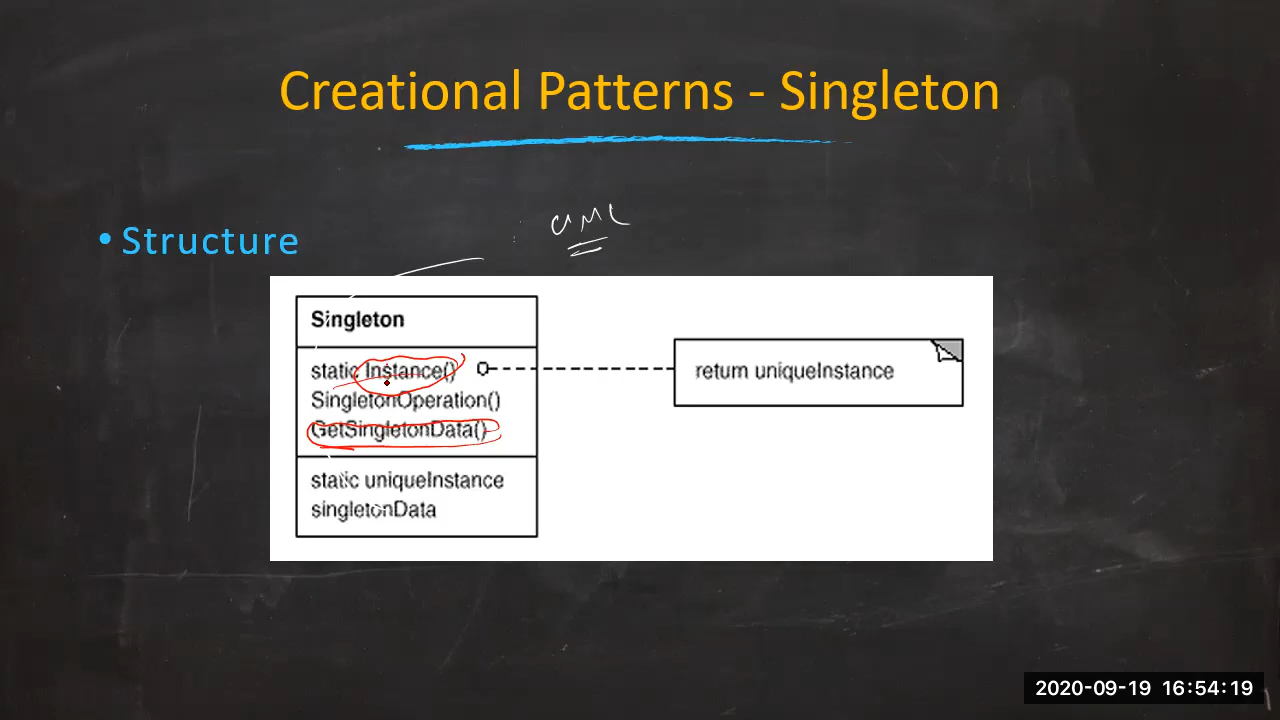 Creational Patterns - Singleton
UML
• Structure
Singleton
static Instance()
SingletonOperation()
GetSingletonData()
static uniqueInstance
singletonData
return uniqueInstance
2020-09-19 16:54:19